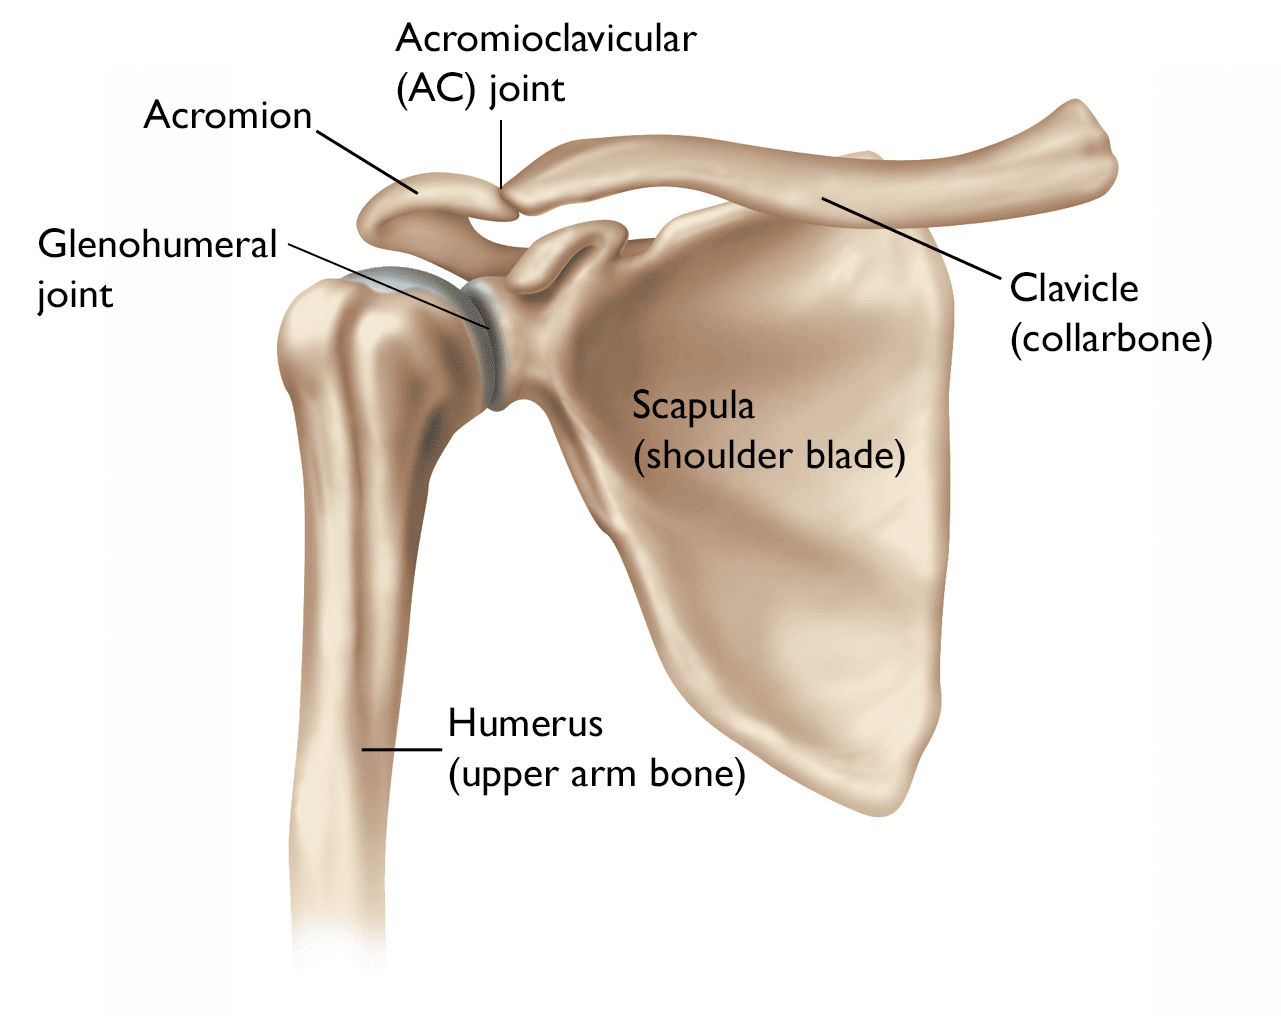 Acromioclavicular
(AC) joint
Acromion
Glenohumeral
joint
Clavicle
(collarbone)
Scapula
(shoulder blade)
Humerus
(upper arm bone)